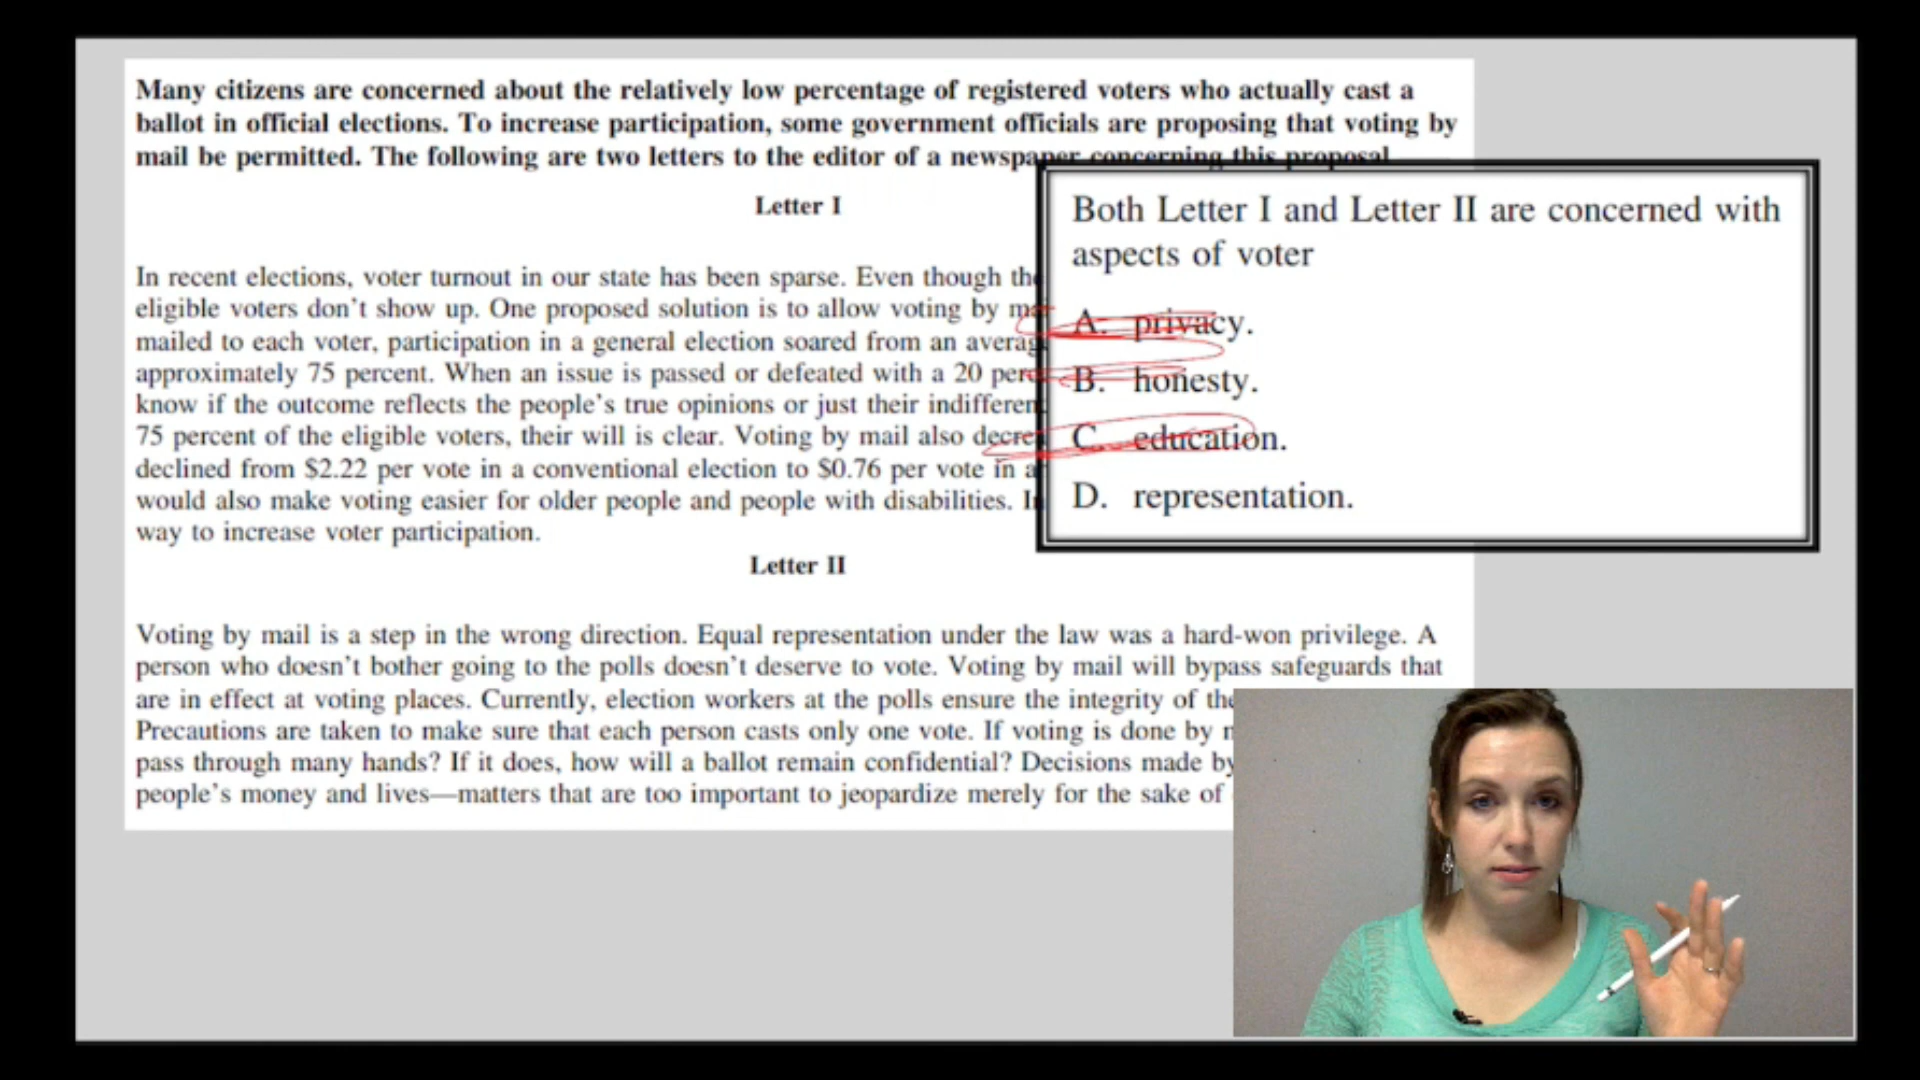 Many citizens are concerned about the relatively low percentage of registered voters who actually cast a
ballot in official elections. To increase participation, some government officials are proposing that voting by
mail be permitted. The following are two letters to the editor of a newspaper concerning this proposal
Letter I
In recent elections, voter turnout in our state has been sparse. Even though
eligible voters don't show up. One proposed solution is to allow voting by
mailed to each voter, participation in a general election soared from an
approximately 75 percent. When an issue is passed or defeated with a 20
know if the outcome reflects the people's true opinions or just their
75 percent of the eligible voters, their will is clear. Voting by mail also
declined from $2.22 per vote in a conventional election to $0.76 per vote in
would also make voting easier for older people and people with disabilities.
way to increase voter participation.
Both Letter I and Letter II are concerned with
aspects of voter
A. privacy.
B. honesty.
C. education.
D. representation.
Letter II
Voting by mail is a step in the wrong direction. Equal representation under the law was a hard-won privilege. A
person who doesn't bother going to the polls doesn't deserve to vote. Voting by mail will bypass safeguards that
are in effect at voting places. Currently, election workers at the polls ensure the integrity of the
Precautions are taken to make sure that each person casts only one vote. If voting is done by
pass through many hands? If it does, how will a ballot remain confidential? Decisions made by
people's money and lives—matters that are too important to jeopardize merely for the sake of